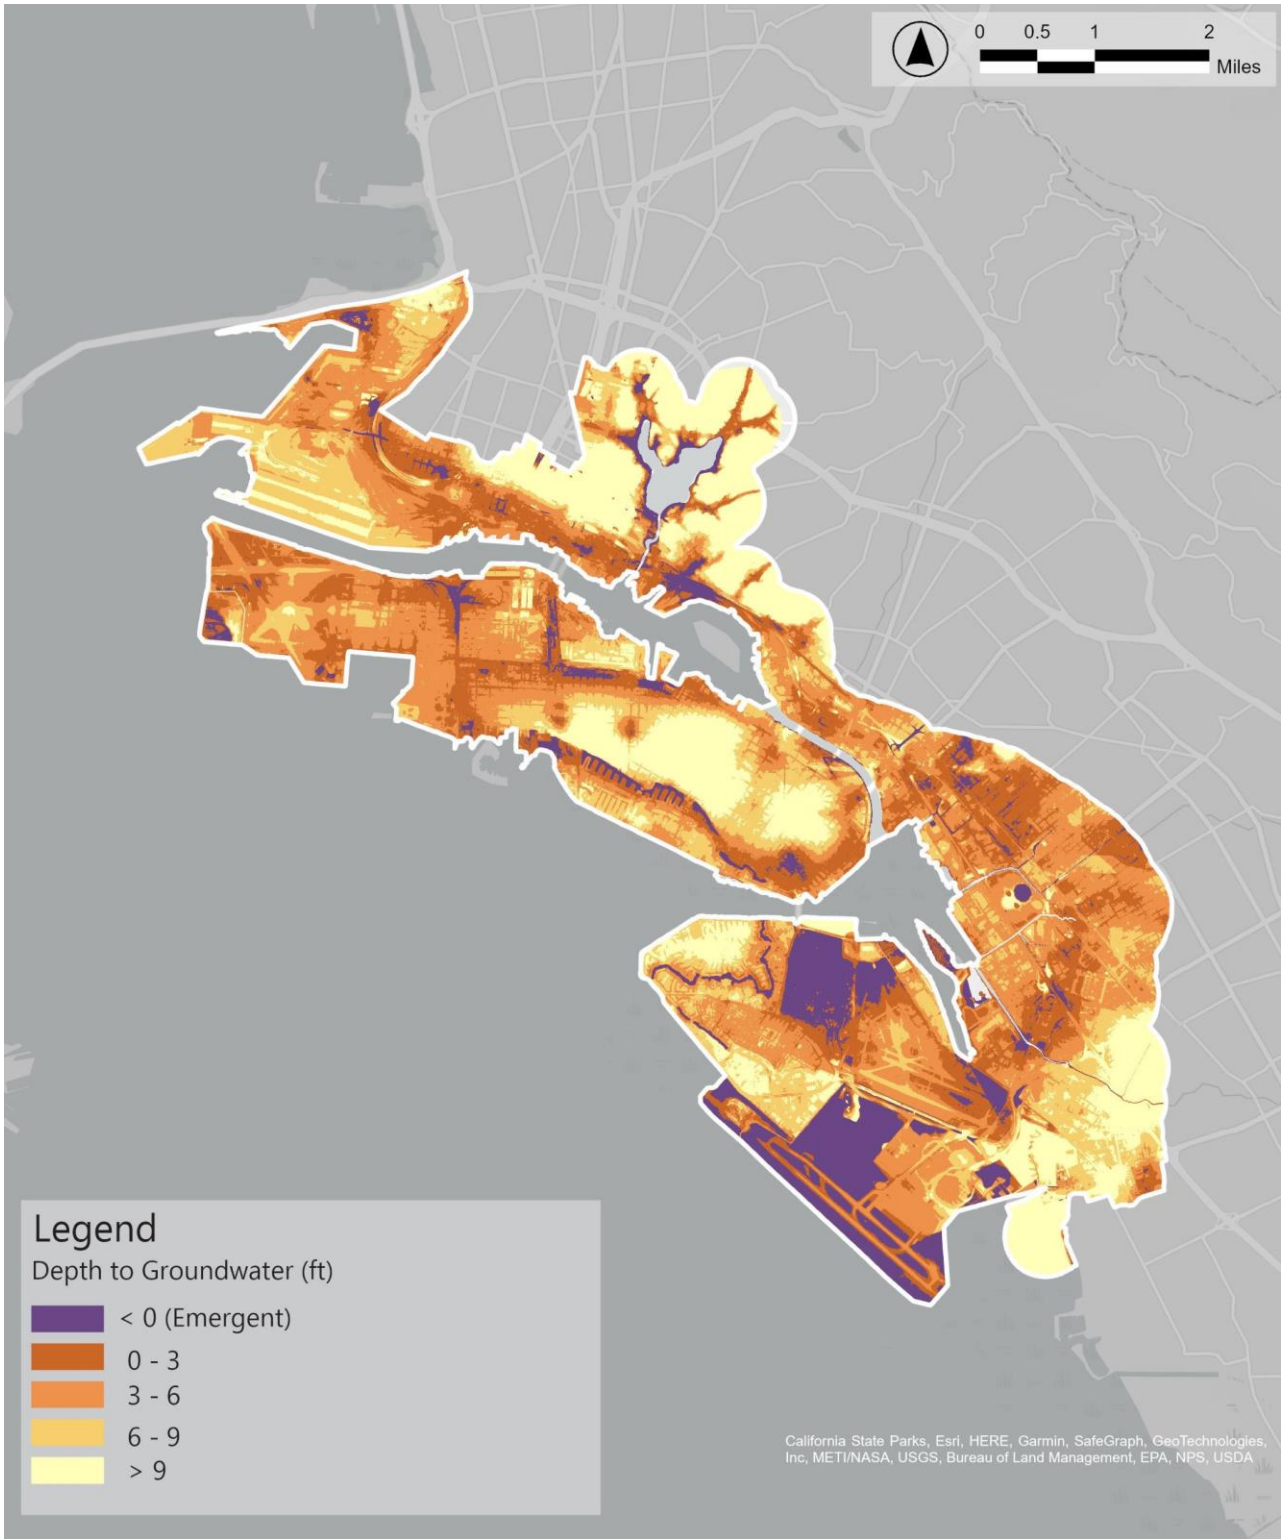 0 0.5 1 2
Miles
Legend
Depth to Groundwater (ft)
< 0 (Emergent)
0 - 3
3 - 6
6 - 9
> 9
California State Parks, Esri, HERE, Garmin, SafeGraph, GeoTechnologies,
Inc, METI/NASA, USGS, Bureau of Land Management, EPA, NPS, USDA